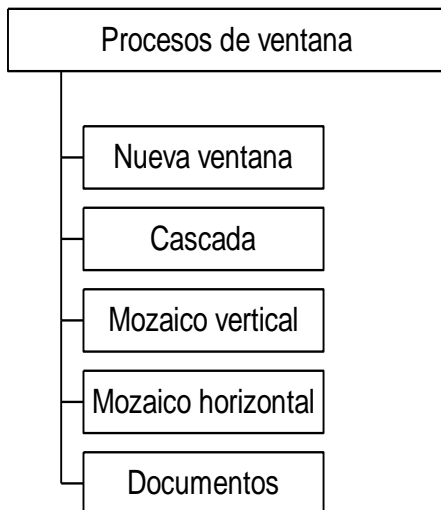 Procesos de ventana
Nueva ventana
Cascada
Mozaico vertical
Mozaico horizontal
Documentos